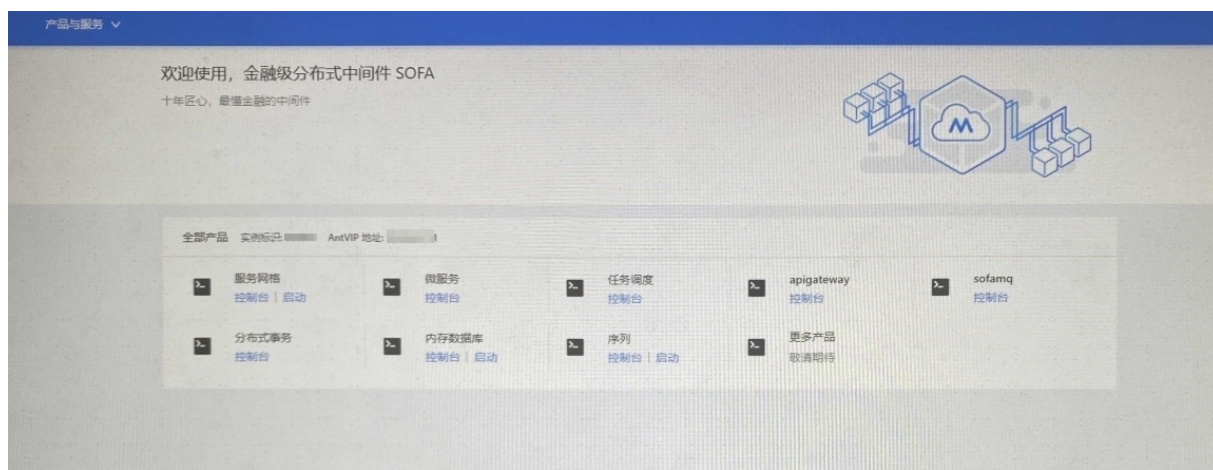 产品与服务
欢迎使用，金融级分布式中间件 SOFA
十年匠心，最懂金融的中间件
全部产品 实例标识: AntVIP 地址:
服务网格 微服务 任务调度 apigateway sofamq
控制台 | 启动 控制台 控制台 控制台 控制台
分布式事务 内存数据库 序列 更多产品
控制台 控制台 | 启动 控制台 | 启动 敬请期待